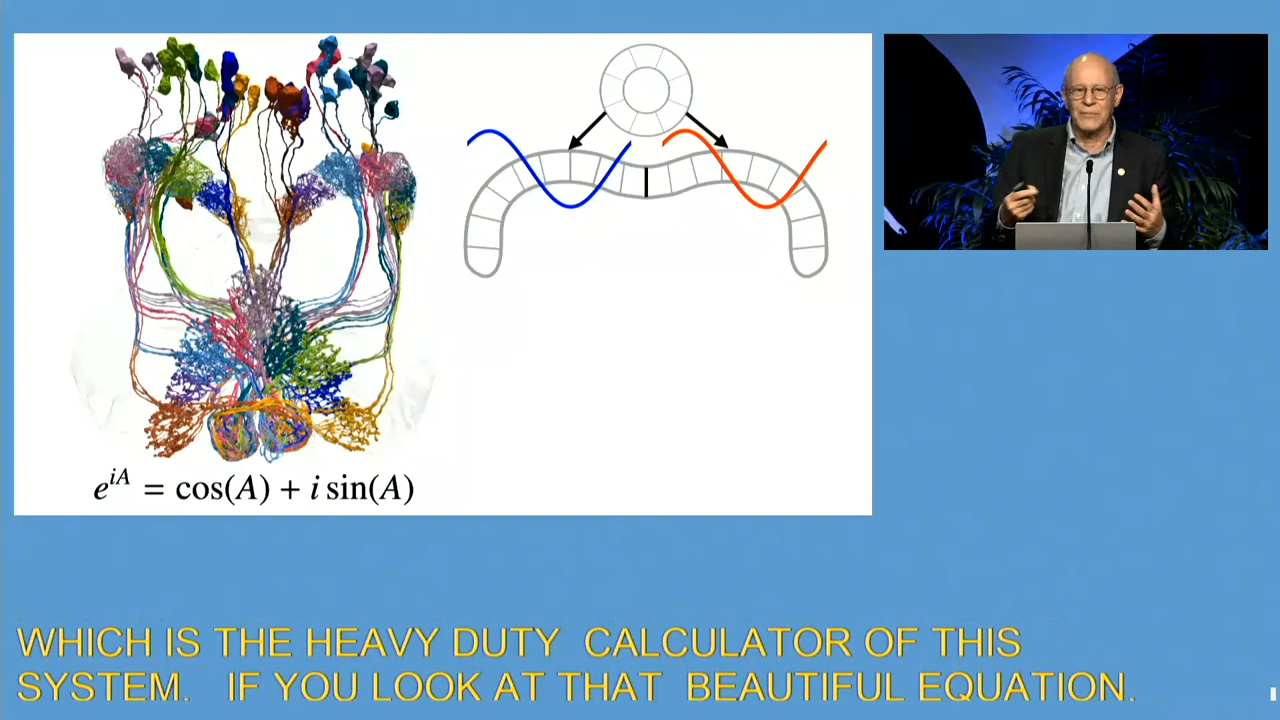 e^{iA} = cos(A) + i sin(A)
WHICH IS THE HEAVY DUTY  CALCULATOR OF THIS
SYSTEM.   IF YOU LOOK AT THAT  BEAUTIFUL EQUATION.